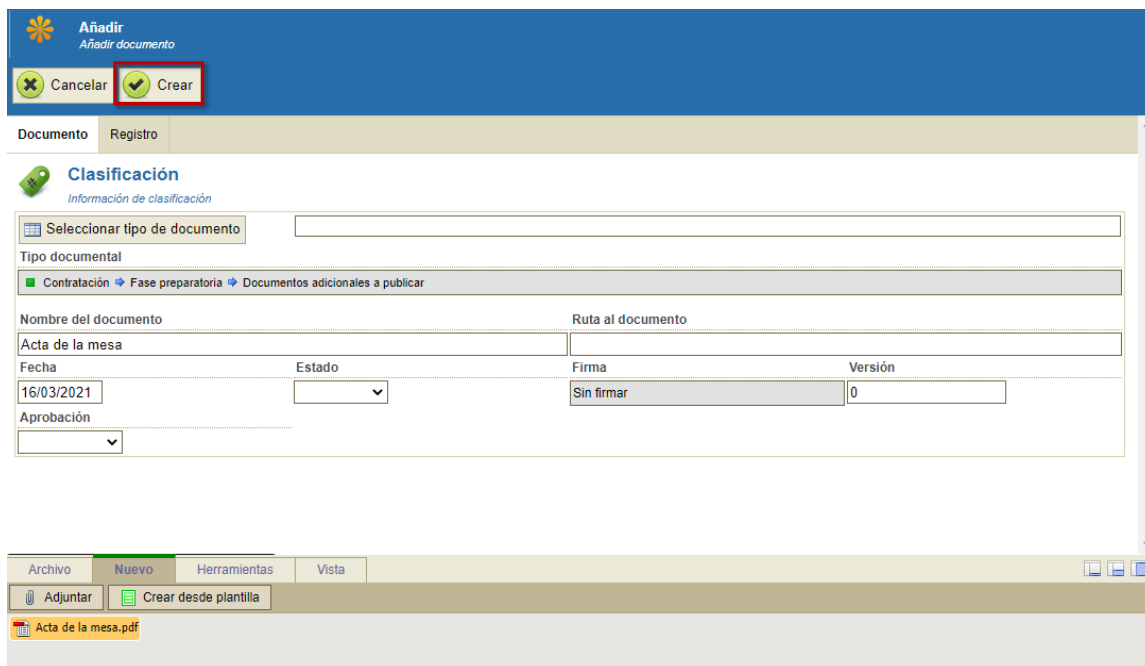 Añadir
Añadir documento
Cancelar Crear
Documento Registro
Clasificación
Información de clasificación
Seleccionar tipo de documento
Tipo documental
Contratación Fase preparatoria Documentos adicionales a publicar
Nombre del documento Ruta al documento
Acta de la mesa
Fecha Estado Firma Versión
16/03/2021 Sin firmar 0
Aprobación
Archivo Nuevo Herramientas Vista
Adjuntar Crear desde plantilla
Acta de la mesa.pdf